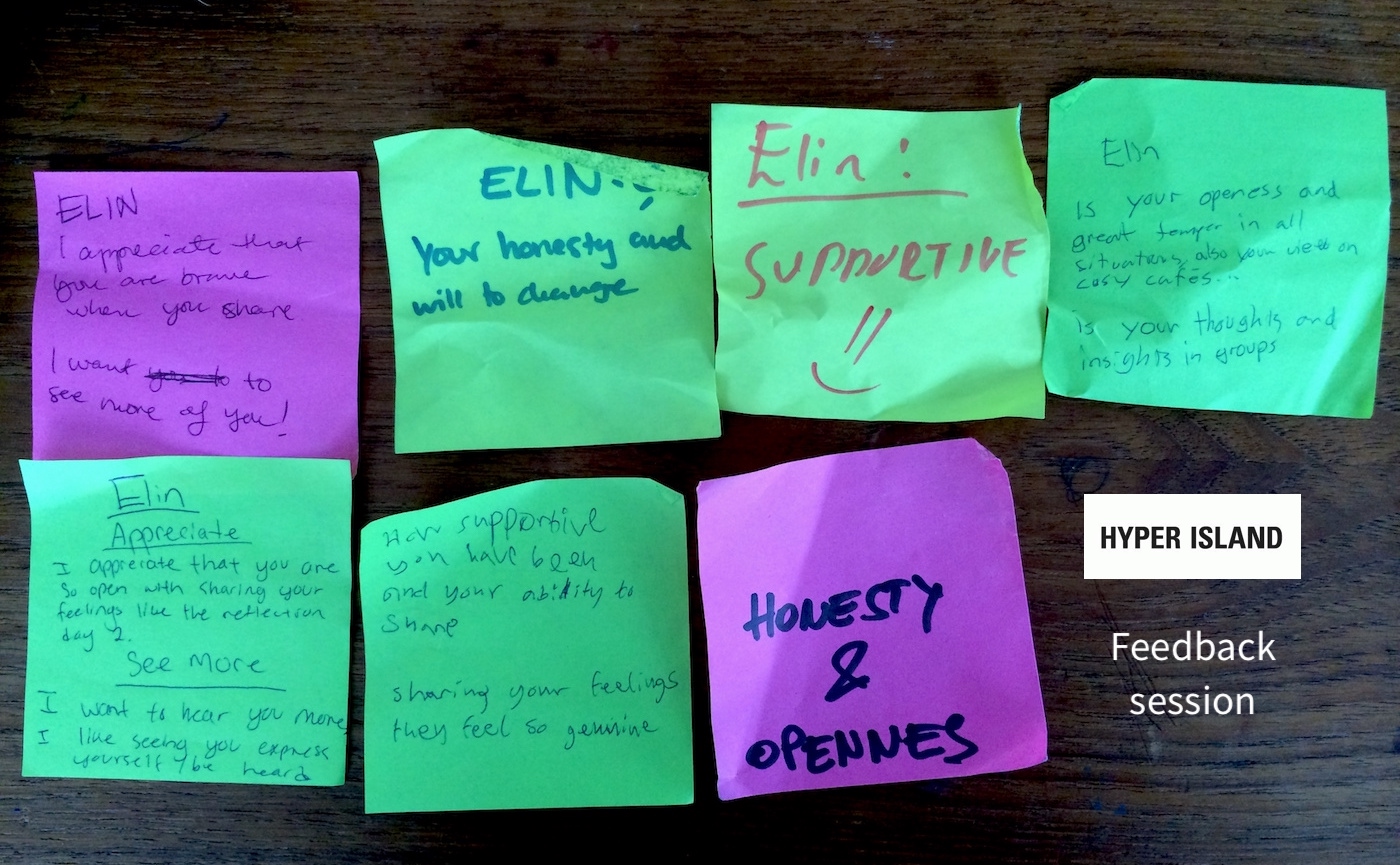 ELIN
I appreciate that
you are brave
when you share
I want to
see more of you!
ELIN:
Your honesty and
will to change
Elin:
SUPPORTIVE
Elin
Is your openess and
great temper in all
situations, also your view on
cosy cafés...
is your thoughts and
insights in groups
Elin
Appreciate
I appreciate that you are
so open with sharing your
feelings like the reflection
day 2.
See More
I want to hear you more,
I like seeing you express
yourself / be heard
How supportive
you have been
and your ability to
share
sharing your feelings
they feel so genuine
HONESTY
&
OPENNES
HYPER ISLAND
Feedback
session